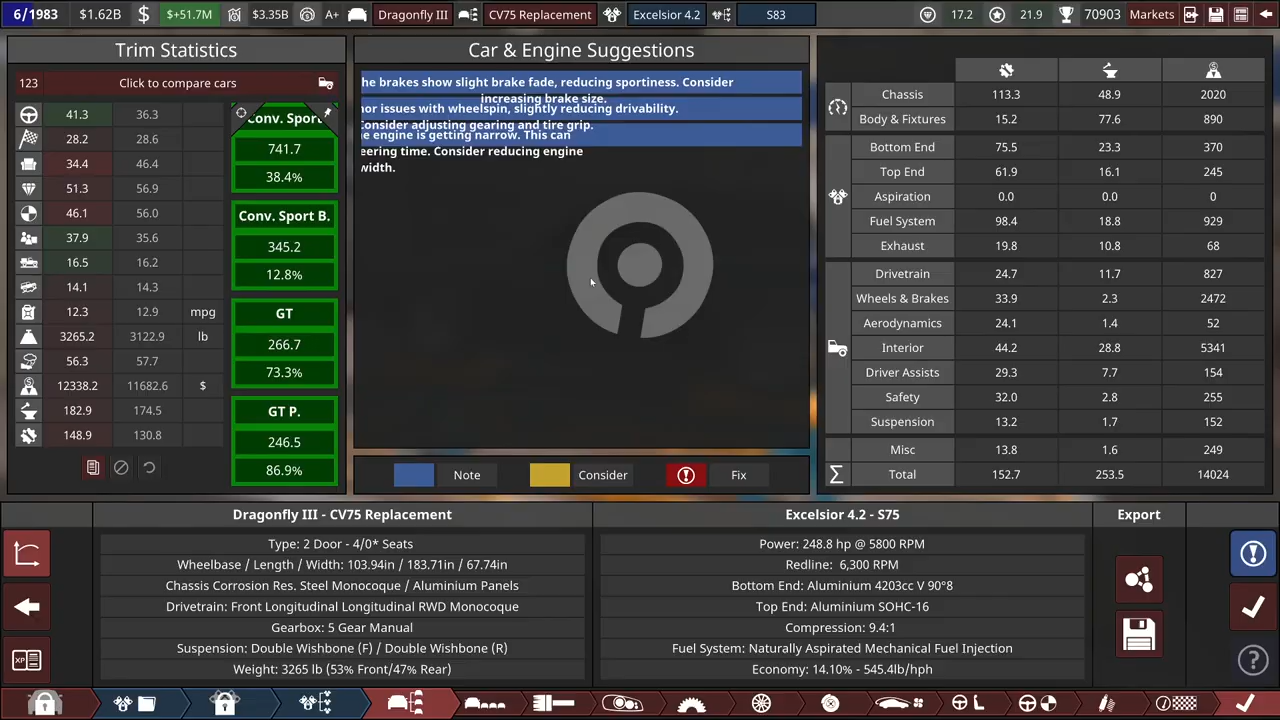 6/1983 $1.62B $ $+51.7M $3.35B A+ Dragonfly III CV75 Replacement Excelsior 4.2 S83 17.2 21.9 70903 Markets
Trim Statistics
123 Click to compare cars
41.3 36.3
28.2 28.6
34.4 46.4
51.3 56.9
46.1 56.0
37.9 35.6
16.5 16.2
14.1 14.3
12.3 12.9 mpg
3265.2 3122.9 lb
56.3 57.7
12338.2 11682.6 $
182.9 174.5
148.9 130.8
Conv. Sport
741.7
38.4%
Conv. Sport B.
345.2
12.8%
GT
266.7
73.3%
GT P.
246.5
86.9%
Car & Engine Suggestions
he brakes show slight brake fade, reducing sportiness. Consider
increasing brake size.
nor issues with wheelspin, slightly reducing drivability.
Consider adjusting gearing and tire grip.
e engine is getting narrow. This can
eering time. Consider reducing engine
width.
Note Consider Fix
Chassis 113.3 48.9 2020
Body & Fixtures 15.2 77.6 890
Bottom End 75.5 23.3 370
Top End 61.9 16.1 245
Aspiration 0.0 0.0 0
Fuel System 98.4 18.8 929
Exhaust 19.8 10.8 68
Drivetrain 24.7 11.7 827
Wheels & Brakes 33.9 2.3 2472
Aerodynamics 24.1 1.4 52
Interior 44.2 28.8 5341
Driver Assists 29.3 7.7 154
Safety 32.0 2.8 255
Suspension 13.2 1.7 152
Misc 13.8 1.6 249
Σ Total 152.7 253.5 14024
Dragonfly III - CV75 Replacement
Type: 2 Door - 4/0* Seats
Wheelbase / Length / Width: 103.94in / 183.71in / 67.74in
Chassis Corrosion Res. Steel Monocoque / Aluminium Panels
Drivetrain: Front Longitudinal Longitudinal RWD Monocoque
Gearbox: 5 Gear Manual
Suspension: Double Wishbone (F) / Double Wishbone (R)
Weight: 3265 lb (53% Front/47% Rear)
Excelsior 4.2 - S75
Power: 248.8 hp @ 5800 RPM
Redline: 6,300 RPM
Bottom End: Aluminium 4203cc V 90°8
Top End: Aluminium SOHC-16
Compression: 9.4:1
Fuel System: Naturally Aspirated Mechanical Fuel Injection
Economy: 14.10% - 545.4lb/hph
Export
XP